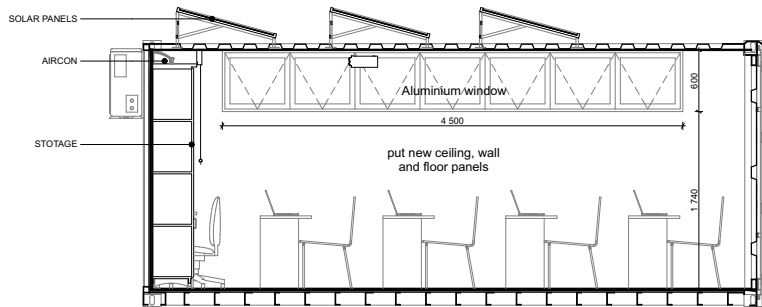 SOLAR PANELS
AIRCON
Aluminium window
600
4 500
STOTAGE
put new ceiling, wall
and floor panels
1 740